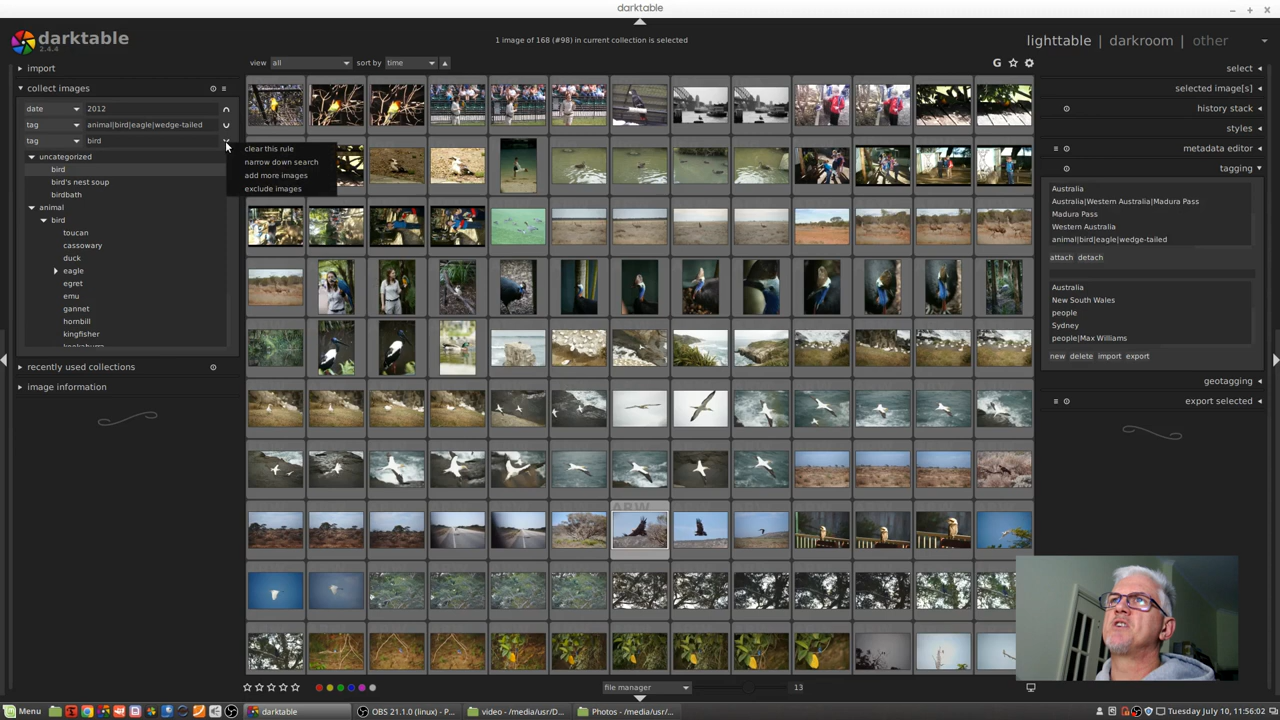 darktable
darktable
2.4.4
1 image of 168 (#98) in current collection is selected
lighttable | darkroom | other
import
collect images
date 2012
tag animal|bird|eagle|wedge-tailed
tag bird
clear this rule
narrow down search
add more images
exclude images
uncategorized
bird
bird's nest soup
birdbath
animal
bird
toucan
cassowary
duck
eagle
egret
emu
gannet
hornbill
kingfisher
kookaburra
recently used collections
image information
view all sort by time
G
ARW
file manager 13
select
selected image[s]
history stack
styles
metadata editor
tagging
Australia
Australia|Western Australia|Madura Pass
Madura Pass
Western Australia
animal|bird|eagle|wedge-tailed
attach detach
Australia
New South Wales
people
Sydney
people|Max Williams
new delete import export
geotagging
export selected
Menu
darktable
OBS 21.1.0 (linux) - P...
video - /media/usr/D...
Photos - /media/usr/...
Tuesday July 10, 11:56:02